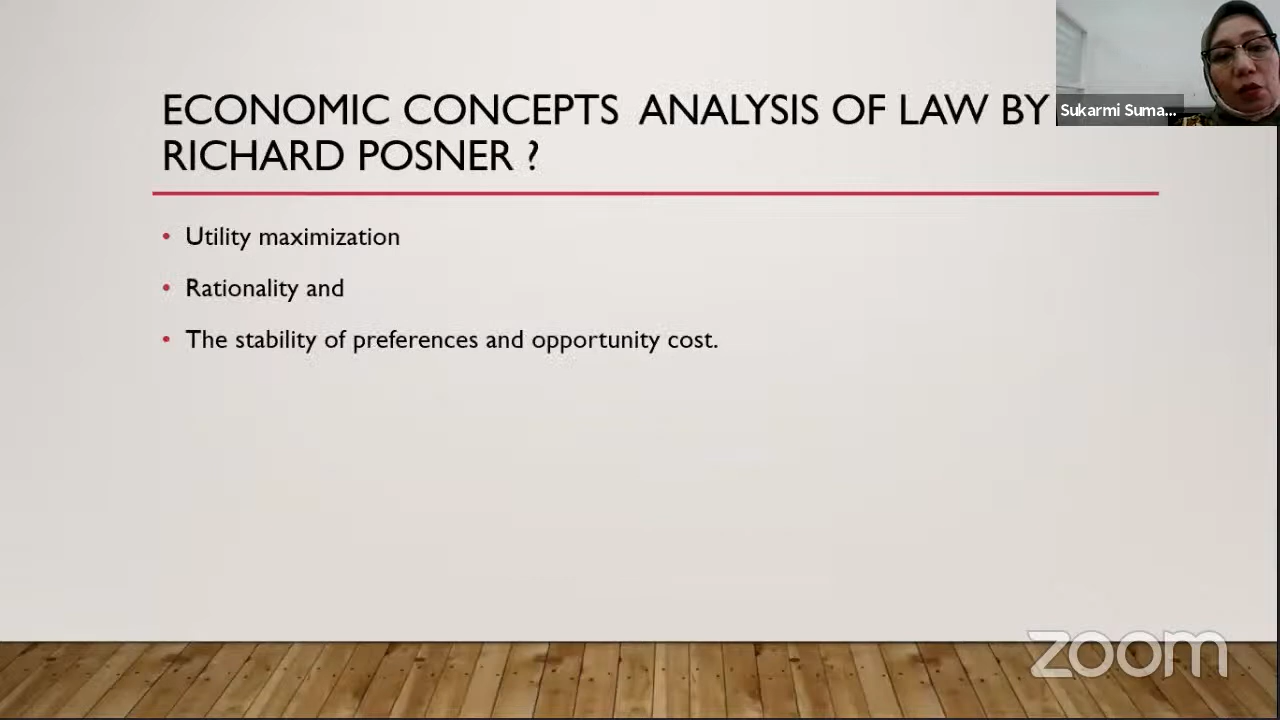 ECONOMIC CONCEPTS ANALYSIS OF LAW BY
RICHARD POSNER ?
Sukarmi Suma...
• Utility maximization
• Rationality and
• The stability of preferences and opportunity cost.
zoom